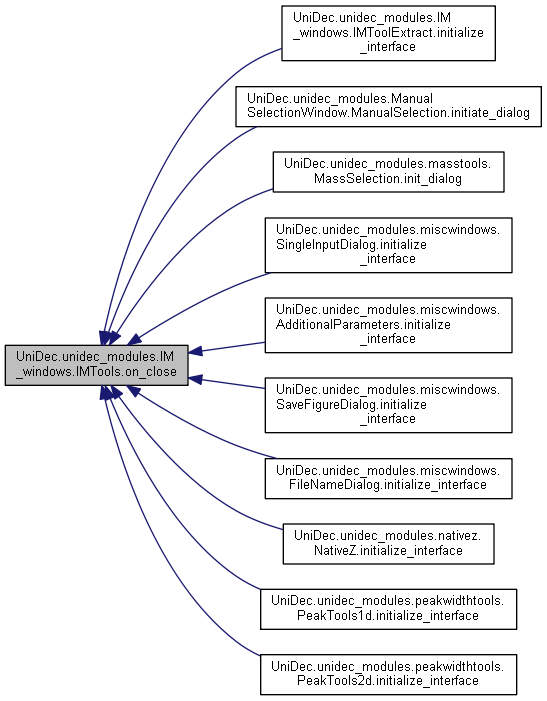 UniDec.unidec_modules.IM
_windows.IMToolExtract.initialize
_interface
UniDec.unidec_modules.Manual
SelectionWindow.ManualSelection.initiate_dialog
UniDec.unidec_modules.masstools.
MassSelection.init_dialog
UniDec.unidec_modules.miscwindows.
SingleInputDialog.initialize
_interface
UniDec.unidec_modules.miscwindows.
AdditionalParameters.initialize
_interface
UniDec.unidec_modules.IM
_windows.IMTools.on_close
UniDec.unidec_modules.miscwindows.
SaveFigureDialog.initialize
_interface
UniDec.unidec_modules.miscwindows.
FileNameDialog.initialize_interface
UniDec.unidec_modules.nativez.
NativeZ.initialize_interface
UniDec.unidec_modules.peakwidthtools.
PeakTools1d.initialize_interface
UniDec.unidec_modules.peakwidthtools.
PeakTools2d.initialize_interface